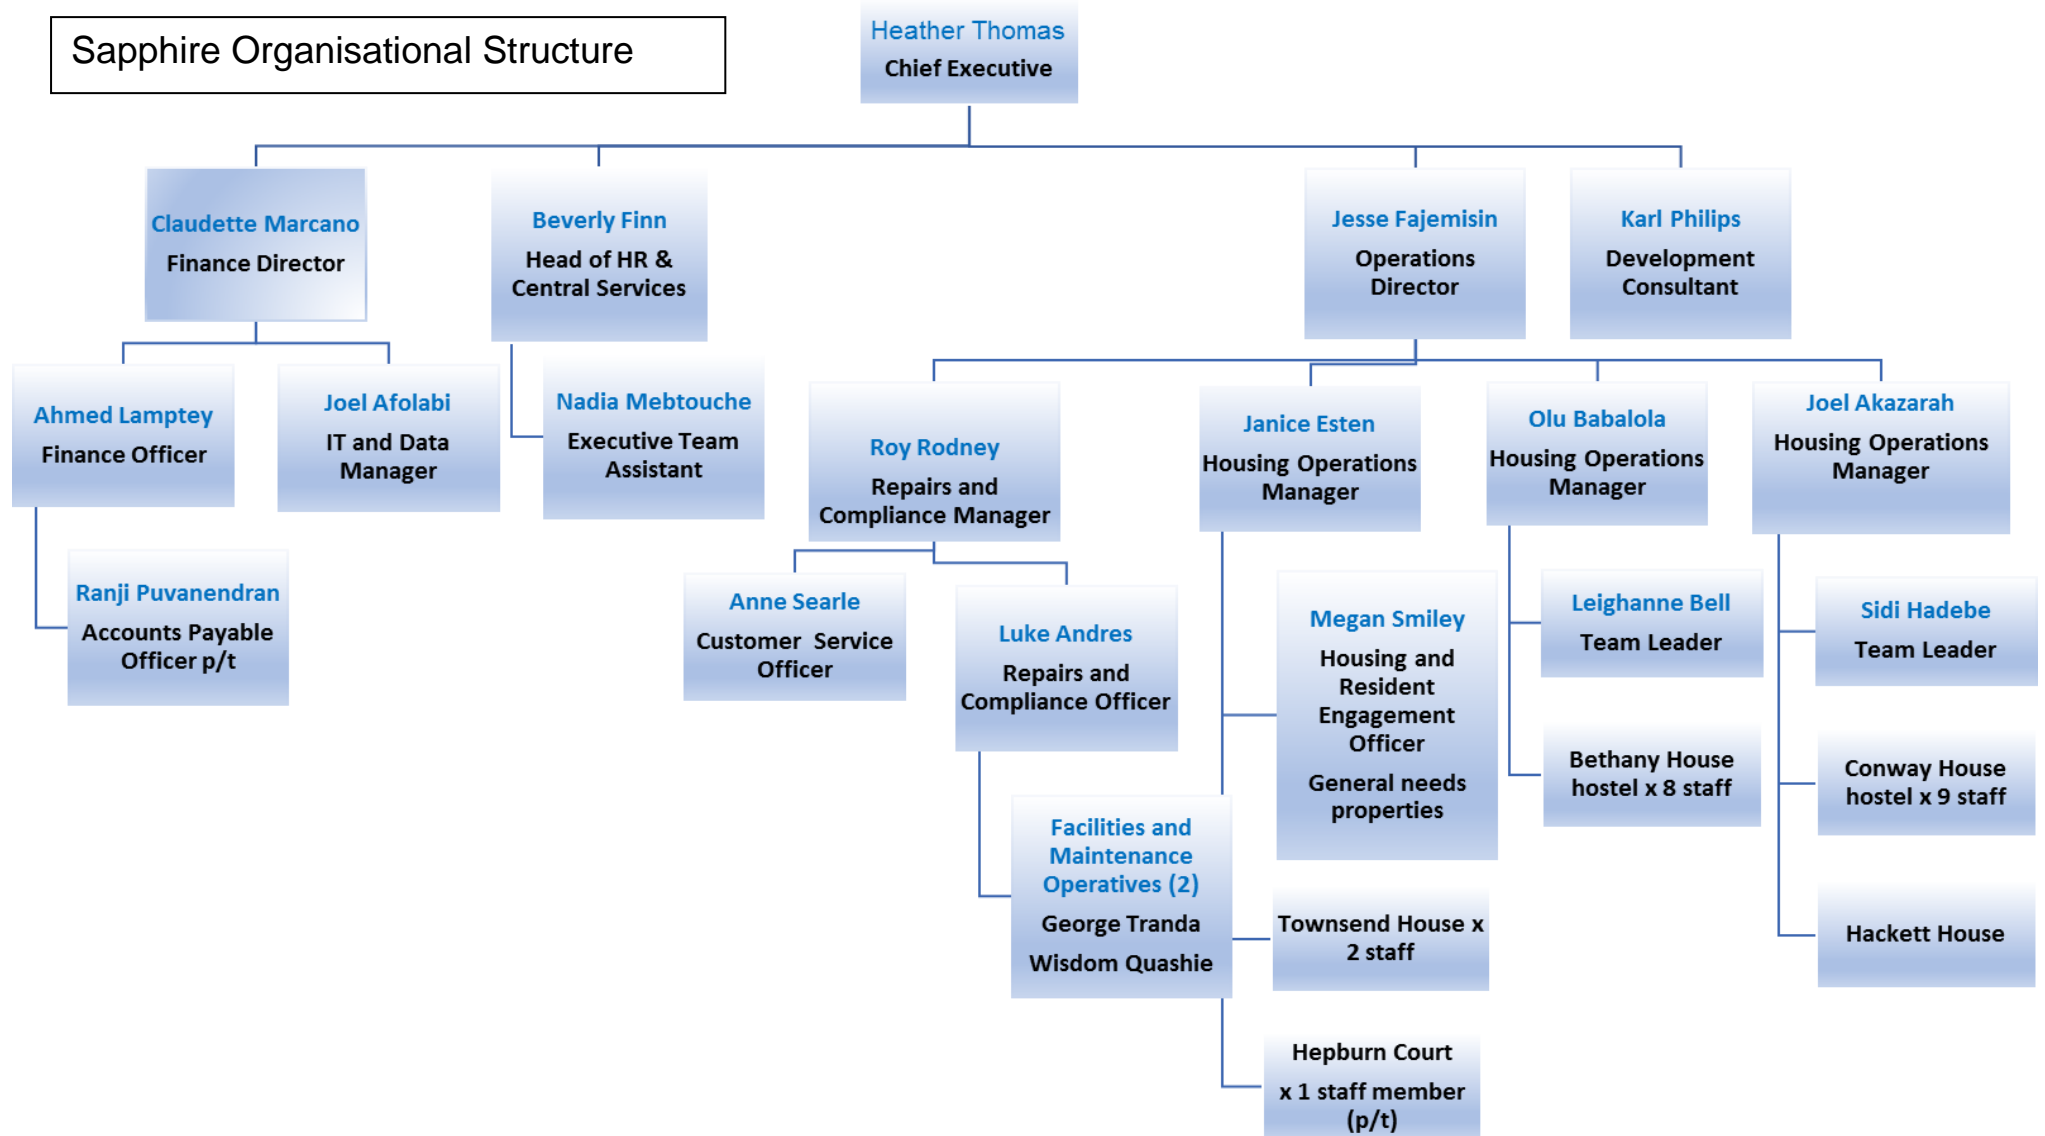 Sapphire Organisational Structure
Heather Thomas
Chief Executive
Claudette Marcano
Finance Director
Beverly Finn
Head of HR &
Central Services
Jesse Fajemisin
Operations
Director
Karl Philips
Development
Consultant
Ahmed Lamptey
Finance Officer
Joel Afolabi
IT and Data
Manager
Nadia Mebtouche
Executive Team
Assistant
Roy Rodney
Repairs and
Compliance Manager
Janice Esten
Housing Operations
Manager
Olu Babalola
Housing Operations
Manager
Joel Akazarah
Housing Operations
Manager
Ranji Puvanendran
Accounts Payable
Officer p/t
Anne Searle
Customer  Service
Officer
Luke Andres
Repairs and
Compliance Officer
Megan Smiley
Housing and
Resident
Engagement
Officer
General needs
properties
Leighanne Bell
Team Leader
Sidi Hadebe
Team Leader
Bethany House
hostel x 8 staff
Conway House
hostel x 9 staff
Facilities and
Maintenance
Operatives (2)
George Tranda
Wisdom Quashie
Townsend House x
2 staff
Hackett House
Hepburn Court
x 1 staff member
(p/t)